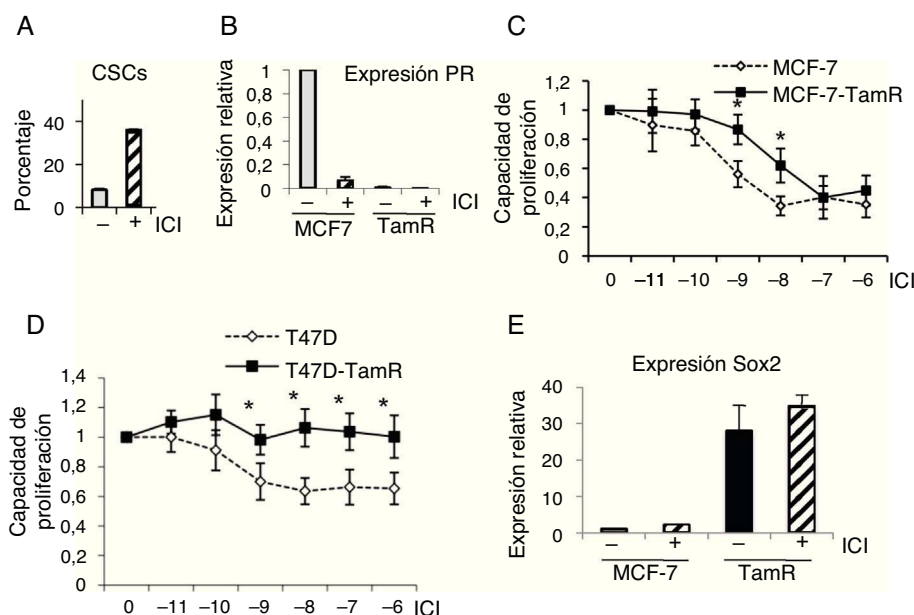 A
CSCs
Porcentaje
40
20
0
– + ICI
B
Expresión PR
Expresión relativa
1
0,8
0,6
0,4
0,2
0
– + – + ICI
MCF7 TamR
C
MCF-7
MCF-7-TamR
Capacidad de
proliferación
1,2
1
0,8
0,6
0,4
0,2
* *
0 –11 –10 –9 –8 –7 –6 ICI
D
T47D
T47D-TamR
Capacidad de
proliferación
1,4
1,2
1
0,8
0,6
0,4
0,2
0
* * * *
0 –11 –10 –9 –8 –7 –6 ICI
E
Expresión Sox2
Expresión relativa
40
30
20
10
0
– + – + ICI
MCF-7 TamR